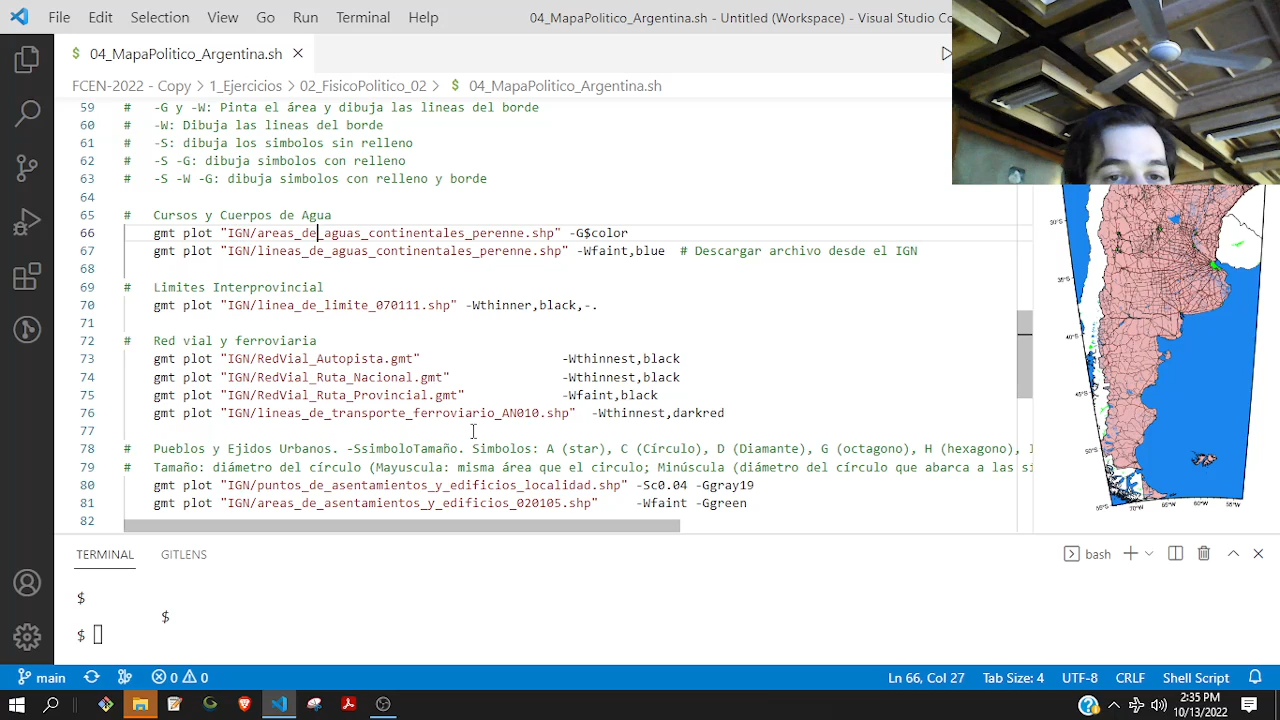 File Edit Selection View Go Run Terminal Help 04_MapaPolitico_Argentina.sh - Untitled (Workspace) - Visual Studio Co
$ 04_MapaPolitico_Argentina.sh ×
FCEN-2022 - Copy > 1_Ejercicios > 02_FisicoPolitico_02 > $ 04_MapaPolitico_Argentina.sh
59 # -G y -W: Pinta el área y dibuja las lineas del borde
60 # -W: Dibuja las lineas del borde
61 # -S: dibuja los simbolos sin relleno
62 # -S -G: dibuja simbolos con relleno
63 # -S -W -G: dibuja simbolos con relleno y borde
64
65 # Cursos y Cuerpos de Agua
66 gmt plot "IGN/areas_de_aguas_continentales_perenne.shp" -G$color
67 gmt plot "IGN/lineas_de_aguas_continentales_perenne.shp" -Wfaint,blue # Descargar archivo desde el IGN
68
69 # Limites Interprovincial
70 gmt plot "IGN/linea_de_limite_070111.shp" -Wthinner,black,-.
71
72 # Red vial y ferroviaria
73 gmt plot "IGN/RedVial_Autopista.gmt" -Wthinnest,black
74 gmt plot "IGN/RedVial_Ruta_Nacional.gmt" -Wthinnest,black
75 gmt plot "IGN/RedVial_Ruta_Provincial.gmt" -Wfaint,black
76 gmt plot "IGN/lineas_de_transporte_ferroviario_AN010.shp" -Wthinnest,darkred
77
78 # Pueblos y Ejidos Urbanos. -SsimboloTamaño. Simbolos: A (star), C (Círculo), D (Diamante), G (octagono), H (hexagono), I
79 # Tamaño: diámetro del círculo (Mayuscula: misma área que el circulo; Minúscula (diámetro del círculo que abarca a las si
80 gmt plot "IGN/puntos_de_asentamientos_y_edificios_localidad.shp" -Sc0.04 -Ggray19
81 gmt plot "IGN/areas_de_asentamientos_y_edificios_020105.shp" -Wfaint -Ggreen
82
TERMINAL GITLENS
bash
$
$
$
main 0 0 Ln 66, Col 27 Tab Size: 4 UTF-8 CRLF Shell Script
2:35 PM
10/13/2022